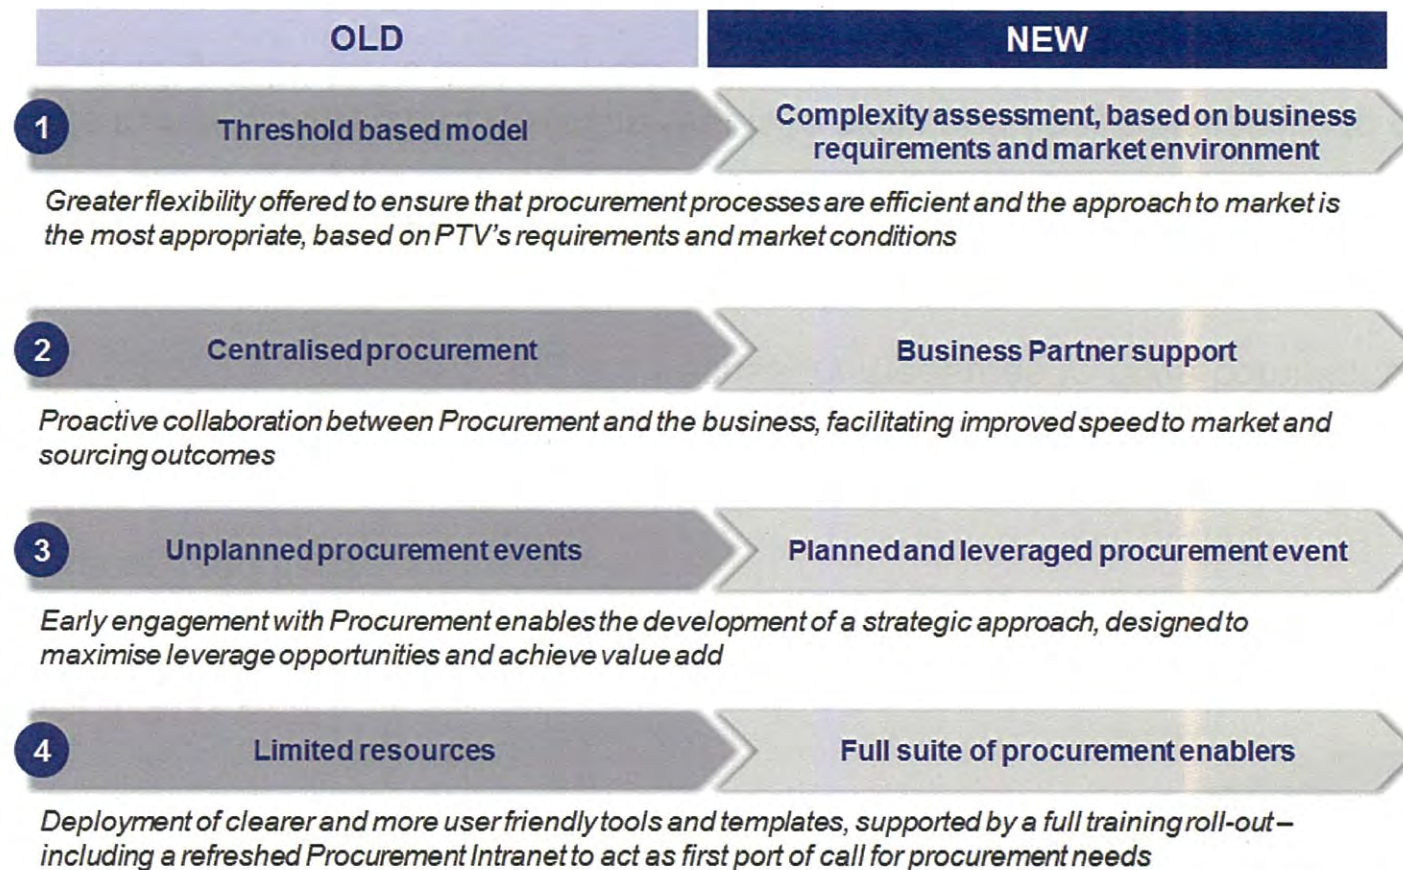 OLD
NEW
1
Threshold based model
Complexity assessment, based on business
requirements and market environment
Greater flexibility offered to ensure that procurement processes are efficient and the approach to market is
the most appropriate, based on PTV's requirements and market conditions
2
Centralised procurement
Business Partner support
Proactive collaboration between Procurement and the business, facilitating improved speed to market and
sourcing outcomes
3
Unplanned procurement events
Planned and leveraged procurement event
Early engagement with Procurement enables the development of a strategic approach, designed to
maximise leverage opportunities and achieve value add
4
Limited resources
Full suite of procurement enablers
Deployment of clearer and more user friendly tools and templates, supported by a full training roll-out –
including a refreshed Procurement Intranet to act as first port of call for procurement needs